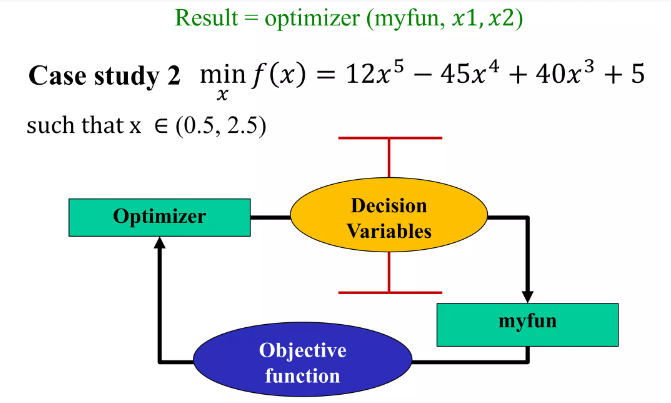 Result = optimizer (myfun, x1, x2)
Case study 2 min f(x) = 12x⁵ − 45x⁴ + 40x³ + 5
x
such that x ∈ (0.5, 2.5)
Optimizer
Decision
Variables
myfun
Objective
function